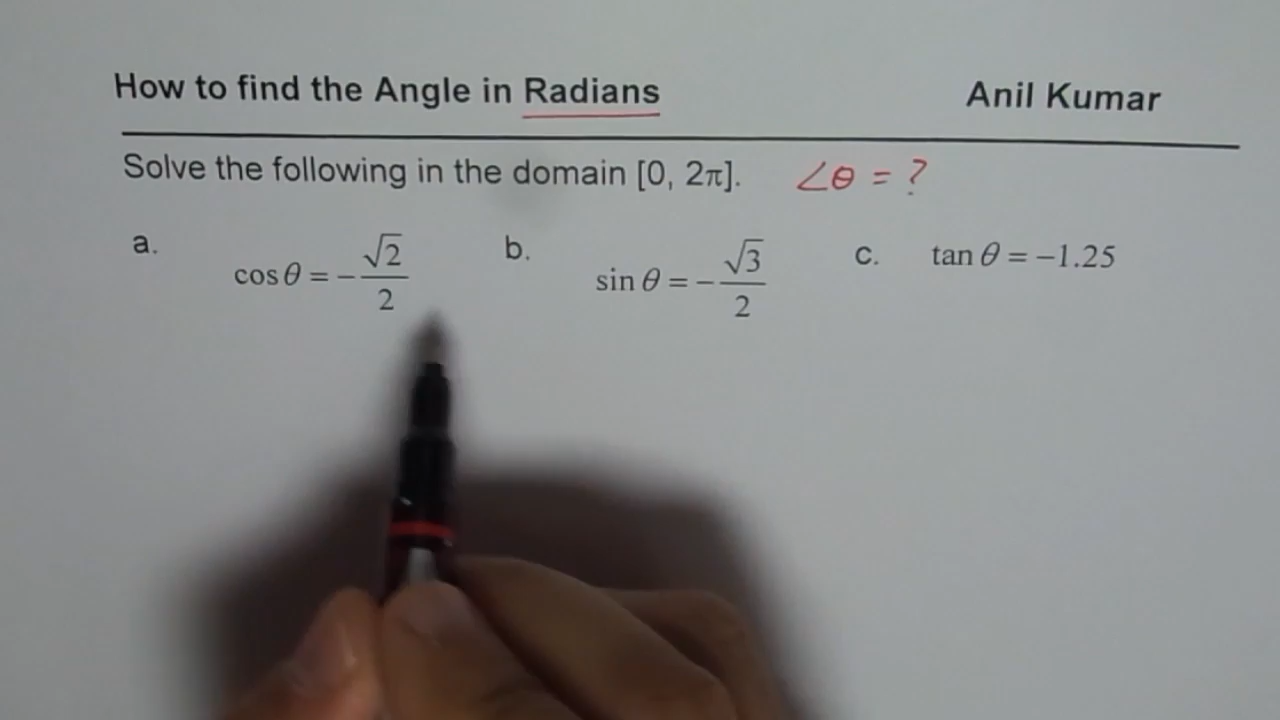 How to find the Angle in Radians Anil Kumar
Solve the following in the domain [0, 2π]. ∠θ = ?
a. cos θ = −√2/2 b. sin θ = −√3/2 c. tan θ = −1.25